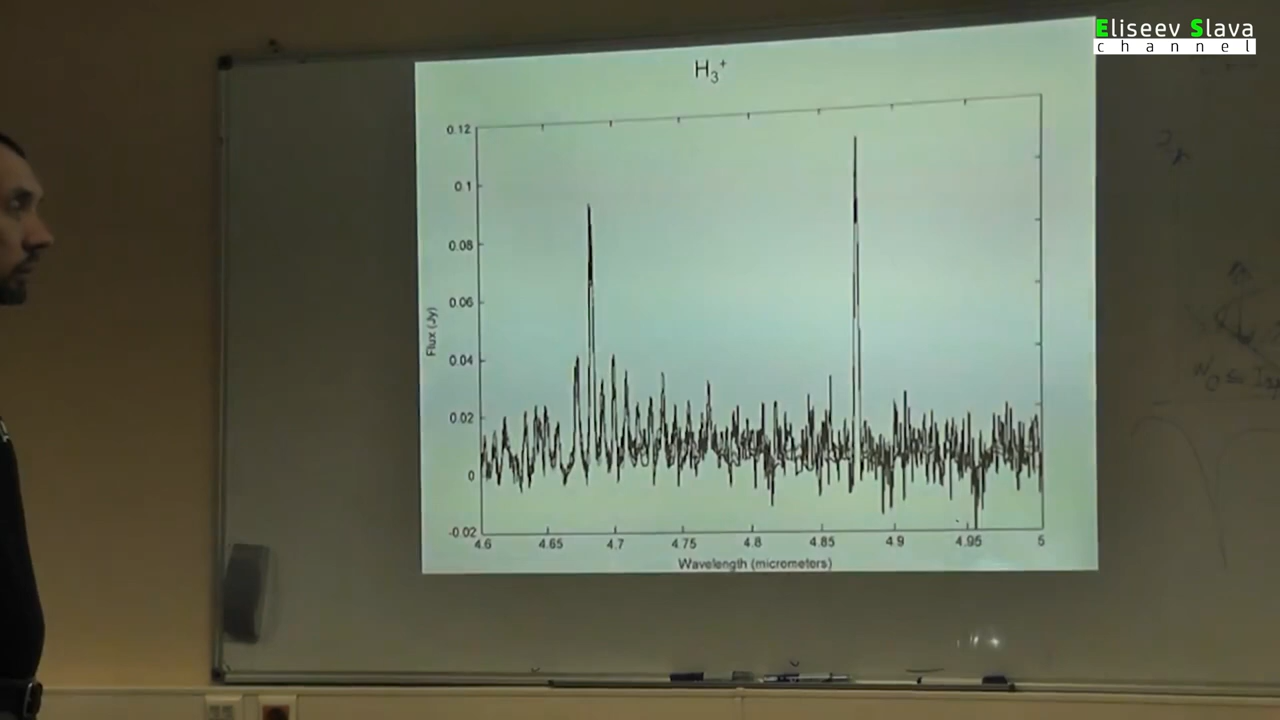 Eliseev Slava
channel
H₃⁺
0.12
0.1
0.08
0.06
0.04
0.02
0
-0.02
Flux (Jy)
4.6 4.65 4.7 4.75 4.8 4.85 4.9 4.95 5
Wavelength (micrometers)